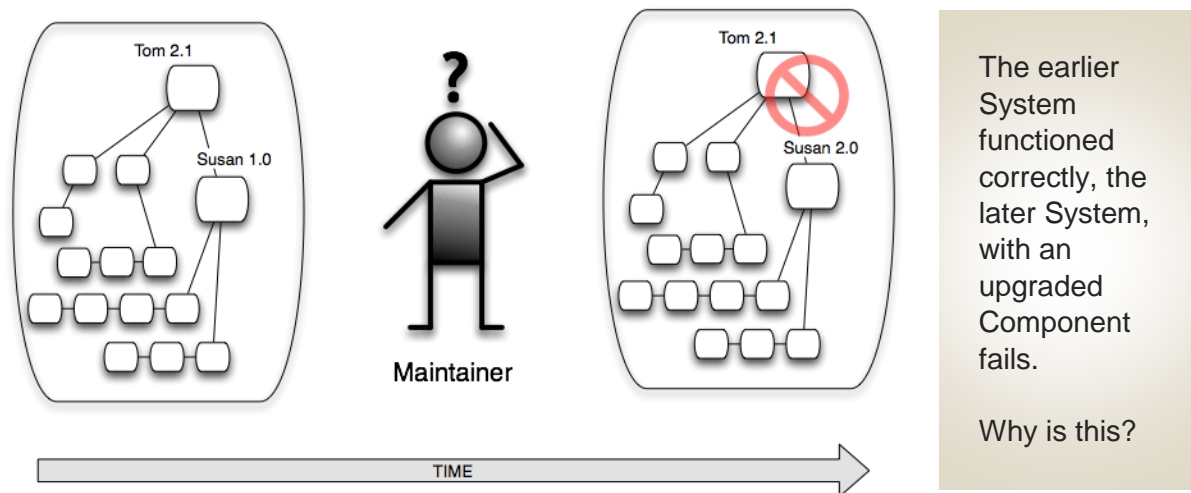 Tom 2.1
Susan 1.0
?
Maintainer
Tom 2.1
Susan 2.0
TIME
The earlier
System
functioned
correctly, the
later System,
with an
upgraded
Component
fails.
Why is this?